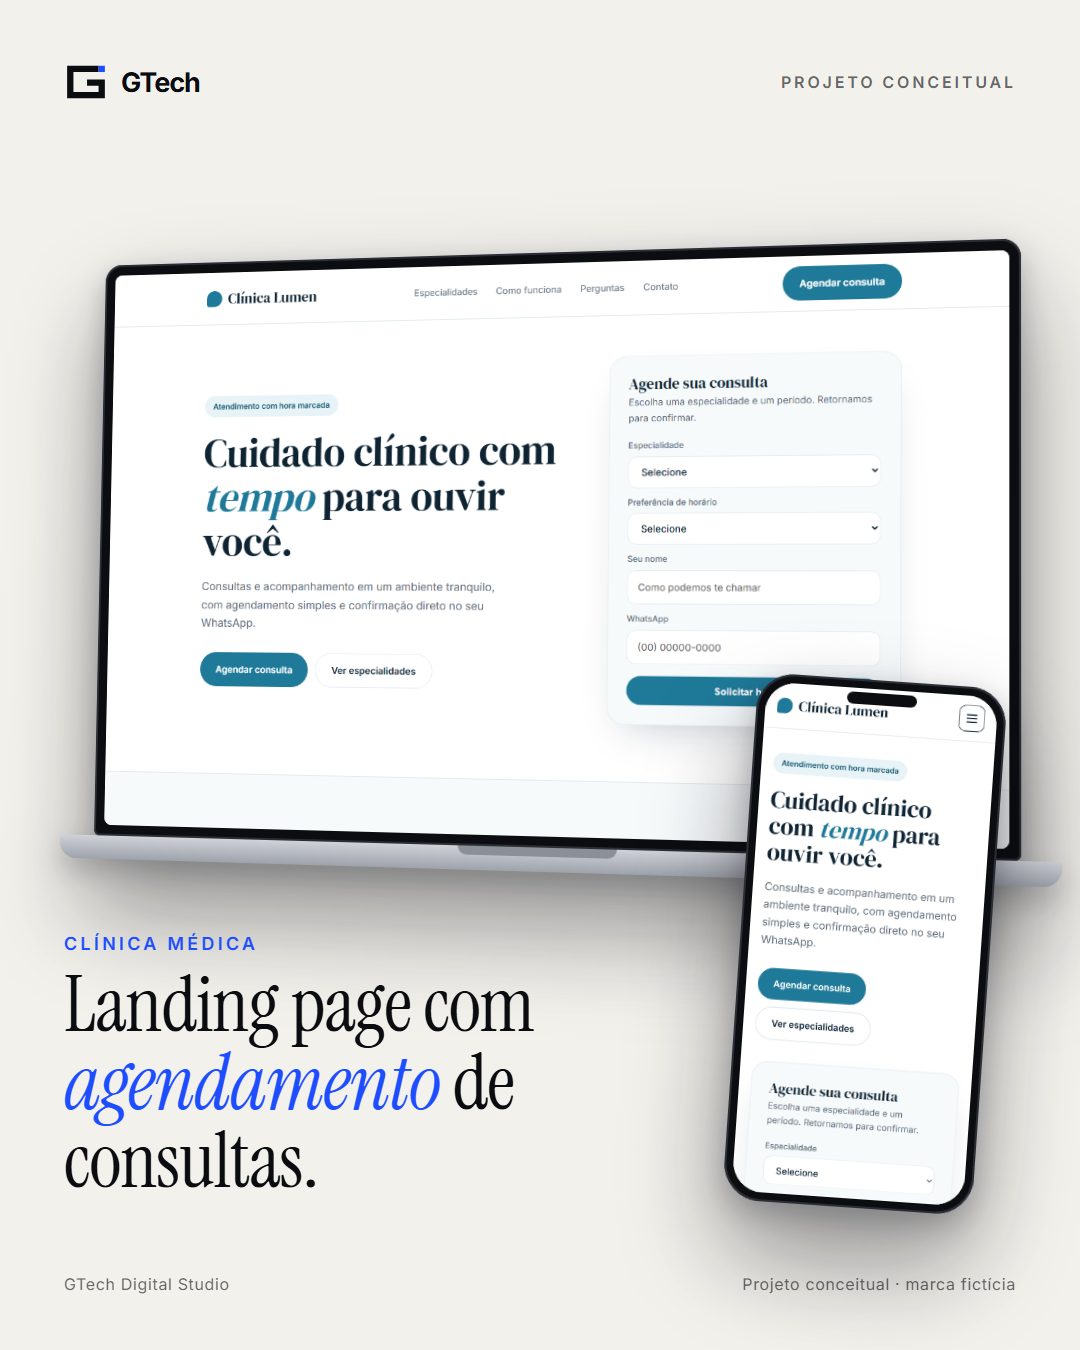 GTech
PROJETO CONCEITUAL
Clínica Lumen
Especialidades
Como funciona
Perguntas
Contato
Agendar consulta
Atendimento com hora marcada
Cuidado clínico com
tempo para ouvir
você.
Consultas e acompanhamento em um ambiente tranquilo,
com agendamento simples e confirmação direto no seu
WhatsApp.
Agendar consulta
Ver especialidades
Agende sua consulta
Escolha uma especialidade e um período. Retornamos
para confirmar.
Especialidade
Selecione
Preferência de horário
Selecione
Seu nome
Como podemos te chamar
WhatsApp
(00) 00000-0000
Solicitar
Clínica Lumen
Atendimento com hora marcada
Cuidado clínico
com tempo para
ouvir você.
Consultas e acompanhamento em um
ambiente tranquilo, com agendamento
simples e confirmação direto no seu
WhatsApp.
Agendar consulta
Ver especialidades
Agende sua consulta
Escolha uma especialidade e um
período. Retornamos para confirmar.
Especialidade
Selecione
CLÍNICA MÉDICA
Landing page com
agendamento de
consultas.
GTech Digital Studio
Projeto conceitual · marca fictícia